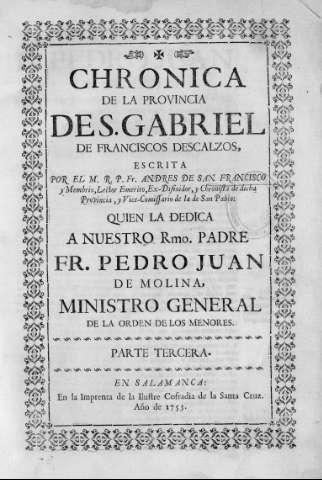 CHRONICA
DE LA PROVINCIA
DE S. GABRIEL
DE FRANCISCOS DESCALZOS,
ESCRITA
POR EL M. R. P. Fr. ANDRES DE SAN FRANCISCO
y Membrio, Lector Emerito, Ex-Difinidor, y Chronista de dicha
Provincia, y Vice-Comissario de la de San Pablo:
QUIEN LA DEDICA
A NUESTRO Rmo. PADRE
FR. PEDRO JUAN
DE MOLINA,
MINISTRO GENERAL
DE LA ORDEN DE LOS MENORES.
PARTE TERCERA.
EN SALAMANCA:
En la Imprenta de la Ilustre Cofradia de la Santa Cruz.
Año de 1753.